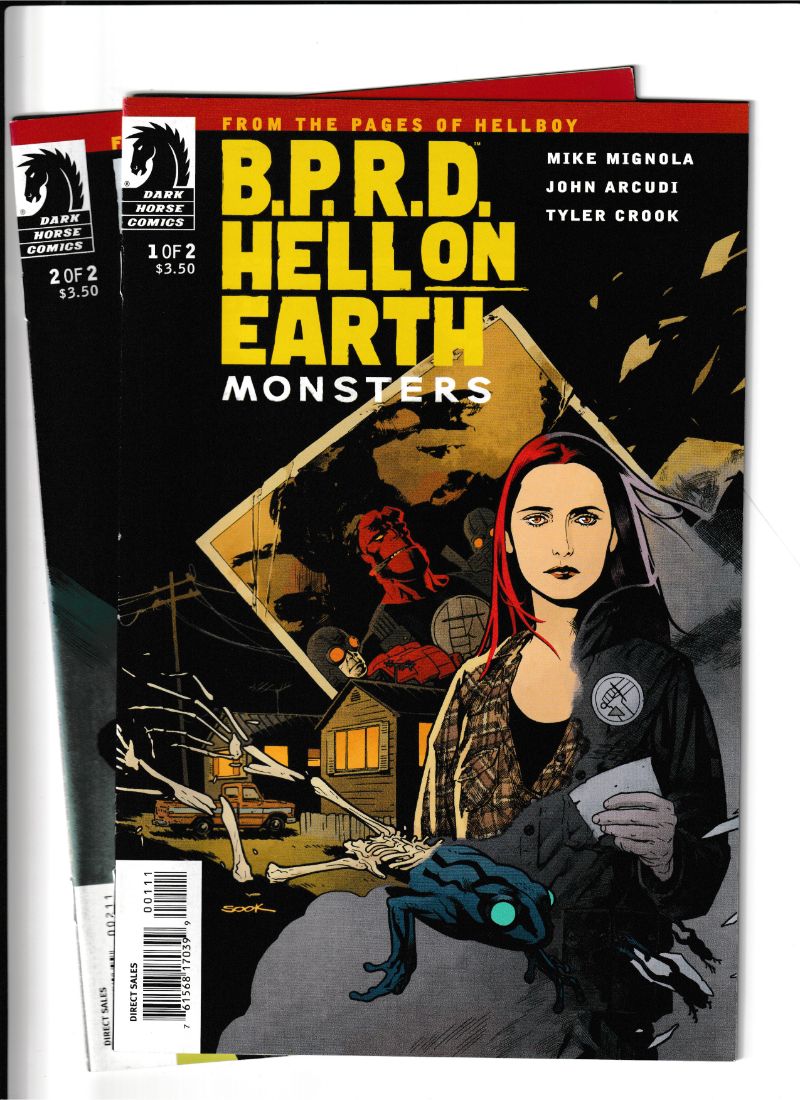 FROM THE PAGES OF HELLBOY
B.P.R.D.™
HELL ON
EARTH
MONSTERS
MIKE MIGNOLA
JOHN ARCUDI
TYLER CROOK
DARK
HORSE
COMICS
®
1 OF 2
$3.50
F
DARK
HORSE
COMICS
®
2 OF 2
$3.50
SOOK
00111
DIRECT SALES
7 61568 17039 9
00211
DIRECT SALES